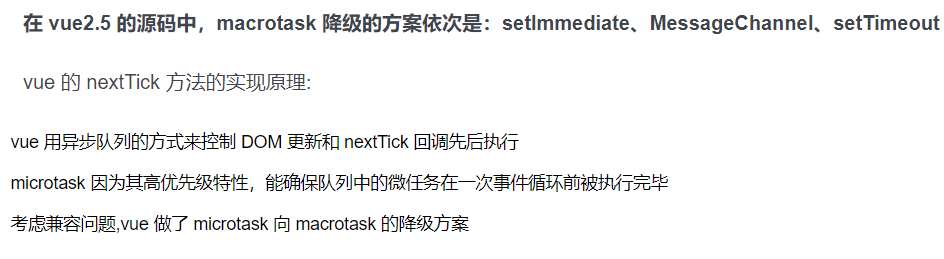 在 vue2.5 的源码中，macrotask 降级的方案依次是：setImmediate、MessageChannel、setTimeout
vue 的 nextTick 方法的实现原理:
vue 用异步队列的方式来控制 DOM 更新和 nextTick 回调先后执行
microtask 因为其高优先级特性，能确保队列中的微任务在一次事件循环前被执行完毕
考虑兼容问题,vue 做了 microtask 向 macrotask 的降级方案